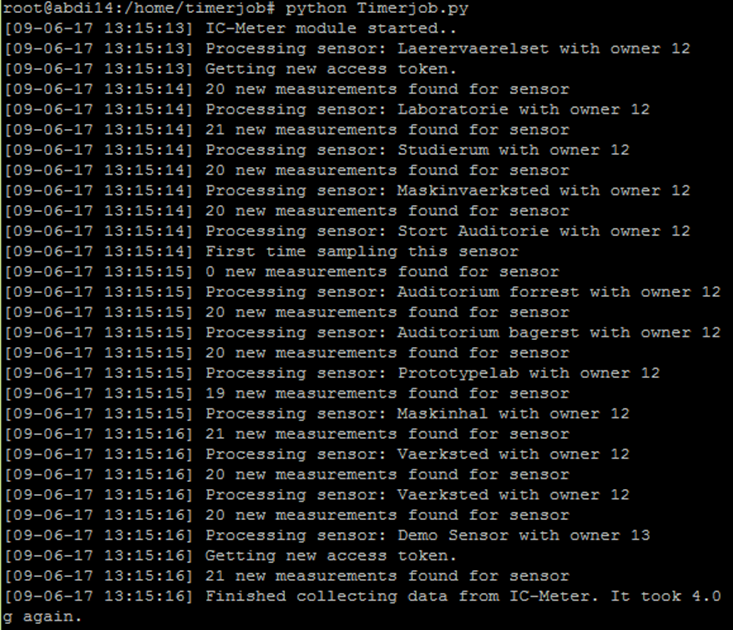 root@abdi14:/home/timerjob# python Timerjob.py
[09-06-17 13:15:13] IC-Meter module started..
[09-06-17 13:15:13] Processing sensor: Laerervaerelset with owner 12
[09-06-17 13:15:13] Getting new access token.
[09-06-17 13:15:14] 20 new measurements found for sensor
[09-06-17 13:15:14] Processing sensor: Laboratorie with owner 12
[09-06-17 13:15:14] 21 new measurements found for sensor
[09-06-17 13:15:14] Processing sensor: Studierum with owner 12
[09-06-17 13:15:14] 20 new measurements found for sensor
[09-06-17 13:15:14] Processing sensor: Maskinvaerksted with owner 12
[09-06-17 13:15:14] 20 new measurements found for sensor
[09-06-17 13:15:14] Processing sensor: Stort Auditorie with owner 12
[09-06-17 13:15:14] First time sampling this sensor
[09-06-17 13:15:15] 0 new measurements found for sensor
[09-06-17 13:15:15] Processing sensor: Auditorium forrest with owner 12
[09-06-17 13:15:15] 20 new measurements found for sensor
[09-06-17 13:15:15] Processing sensor: Auditorium bagerst with owner 12
[09-06-17 13:15:15] 20 new measurements found for sensor
[09-06-17 13:15:15] Processing sensor: Prototypelab with owner 12
[09-06-17 13:15:15] 19 new measurements found for sensor
[09-06-17 13:15:15] Processing sensor: Maskinhal with owner 12
[09-06-17 13:15:16] 21 new measurements found for sensor
[09-06-17 13:15:16] Processing sensor: Vaerksted with owner 12
[09-06-17 13:15:16] 20 new measurements found for sensor
[09-06-17 13:15:16] Processing sensor: Vaerksted with owner 12
[09-06-17 13:15:16] 20 new measurements found for sensor
[09-06-17 13:15:16] Processing sensor: Demo Sensor with owner 13
[09-06-17 13:15:16] Getting new access token.
[09-06-17 13:15:16] 21 new measurements found for sensor
[09-06-17 13:15:16] Finished collecting data from IC-Meter. It took 4.0
g again.